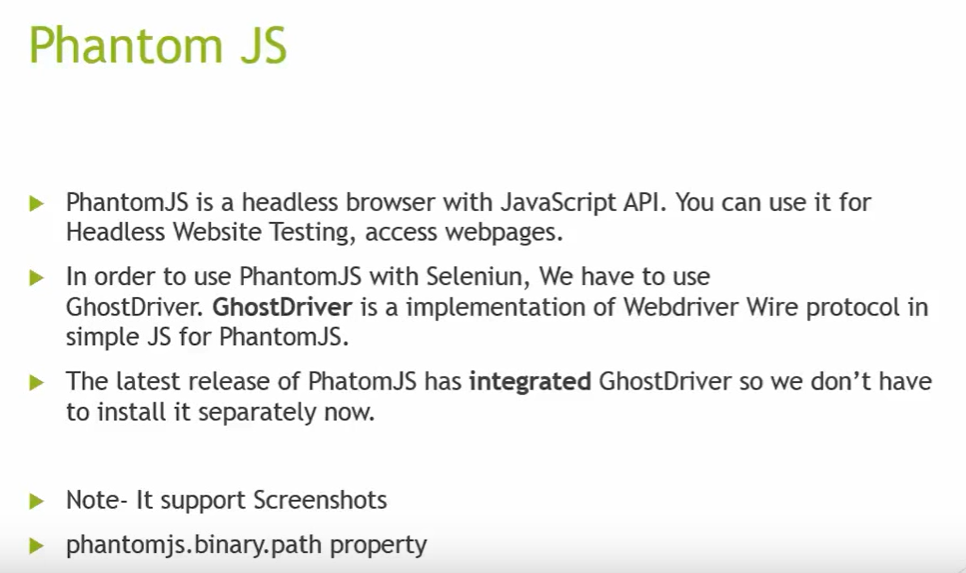 Phantom JS
PhantomJS is a headless browser with JavaScript API. You can use it for
Headless Website Testing, access webpages.
In order to use PhantomJS with Seleniun, We have to use
GhostDriver. GhostDriver is a implementation of Webdriver Wire protocol in
simple JS for PhantomJS.
The latest release of PhatomJS has integrated GhostDriver so we don’t have
to install it separately now.
Note- It support Screenshots
phantomjs.binary.path property